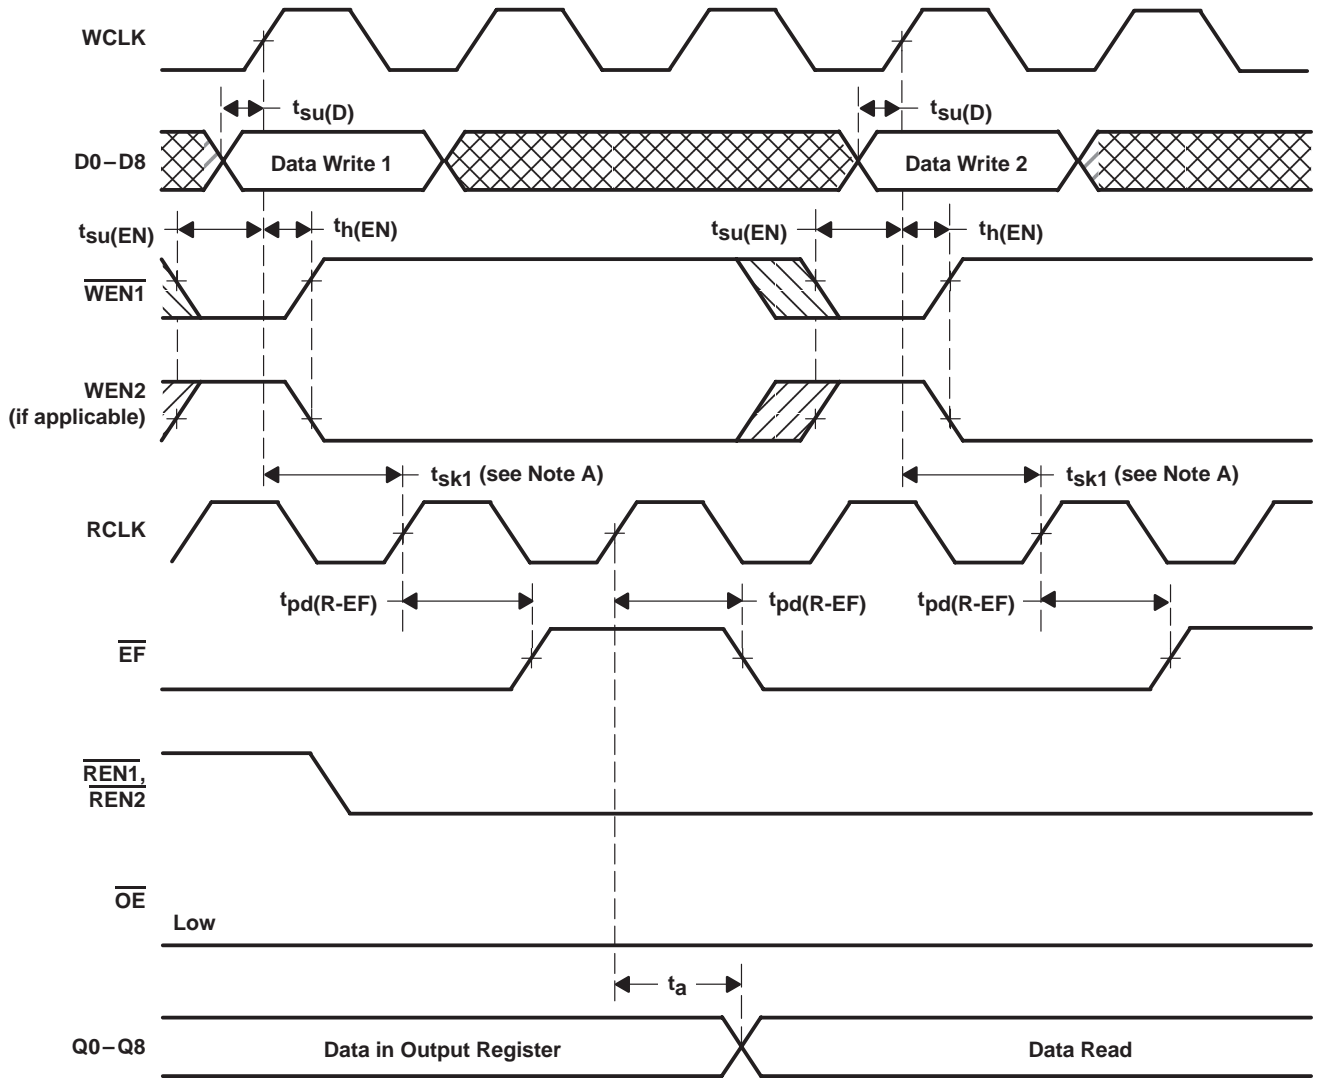 WCLK
tsu(D)
tsu(D)
D0–D8
Data Write 1
Data Write 2
tsu(EN)
th(EN)
tsu(EN)
th(EN)
WEN1
WEN2
(if applicable)
tsk1 (see Note A)
tsk1 (see Note A)
RCLK
tpd(R-EF)
tpd(R-EF)
tpd(R-EF)
EF
REN1,
REN2
OE
Low
ta
Q0–Q8
Data in Output Register
Data Read